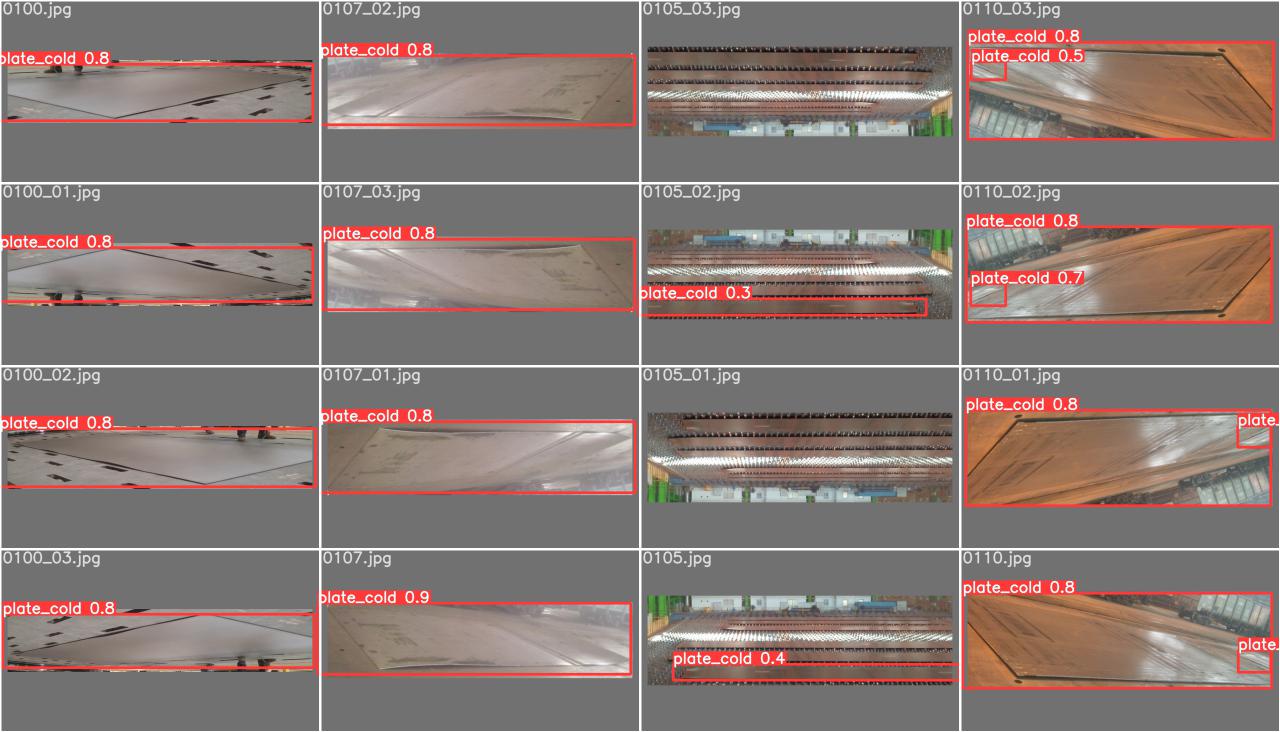 0100.jpg
plate_cold 0.8
0107_02.jpg
plate_cold 0.8
0105_03.jpg
0110_03.jpg
plate_cold 0.8
plate_cold 0.5
0100_01.jpg
plate_cold 0.8
0107_03.jpg
plate_cold 0.8
0105_02.jpg
plate_cold 0.3
0110_02.jpg
plate_cold 0.8
plate_cold 0.7
0100_02.jpg
plate_cold 0.8
0107_01.jpg
plate_cold 0.8
0105_01.jpg
0110_01.jpg
plate_cold 0.8
plate_
0100_03.jpg
plate_cold 0.8
0107.jpg
plate_cold 0.9
0105.jpg
plate_cold 0.4
0110.jpg
plate_cold 0.8
plate_